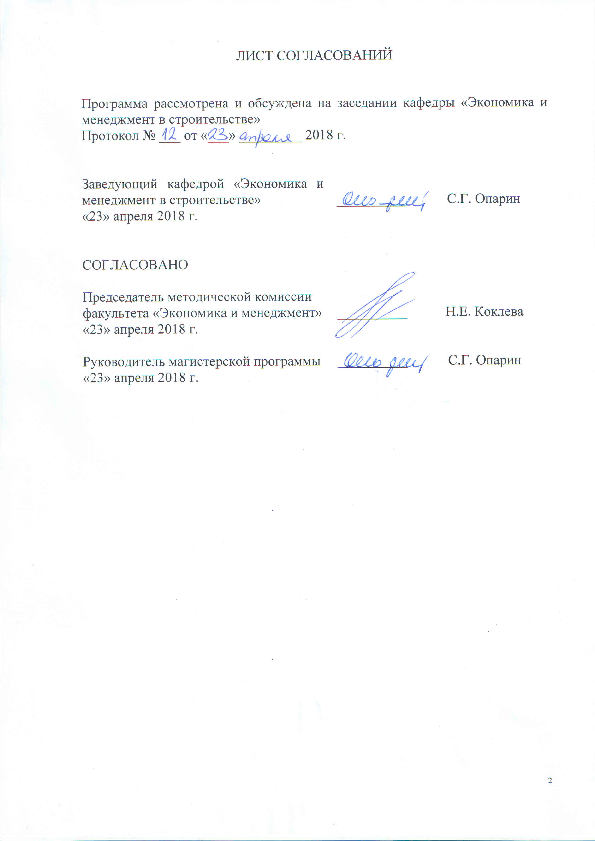 ЛИСТ СОГЛАСОВАНИЙ
Программа рассмотрена и обсуждена на заседании кафедры «Экономика и
менеджмент в строительстве»
Протокол № 12 от «23» апреля 2018 г.
Заведующий кафедрой «Экономика и
менеджмент в строительстве» С.Г. Опарин
«23» апреля 2018 г.
СОГЛАСОВАНО
Председатель методической комиссии
факультета «Экономика и менеджмент» Н.Е. Коклева
«23» апреля 2018 г.
Руководитель магистерской программы С.Г. Опарин
«23» апреля 2018 г.
2